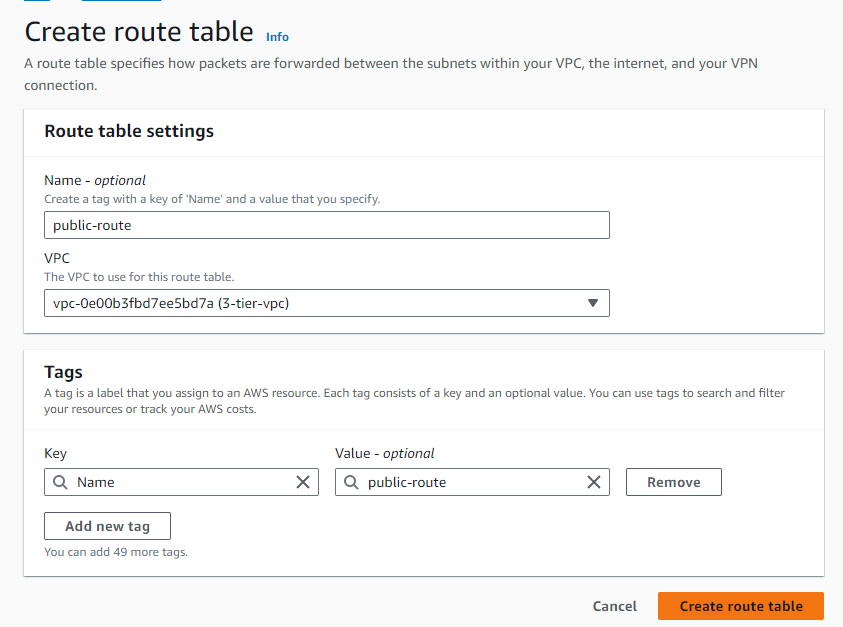 Create route table Info
A route table specifies how packets are forwarded between the subnets within your VPC, the internet, and your VPN
connection.
Route table settings
Name - optional
Create a tag with a key of 'Name' and a value that you specify.
public-route
VPC
The VPC to use for this route table.
vpc-0e00b3fbd7ee5bd7a (3-tier-vpc)
Tags
A tag is a label that you assign to an AWS resource. Each tag consists of a key and an optional value. You can use tags to search and filter
your resources or track your AWS costs.
Key Value - optional
Name public-route Remove
Add new tag
You can add 49 more tags.
Cancel Create route table